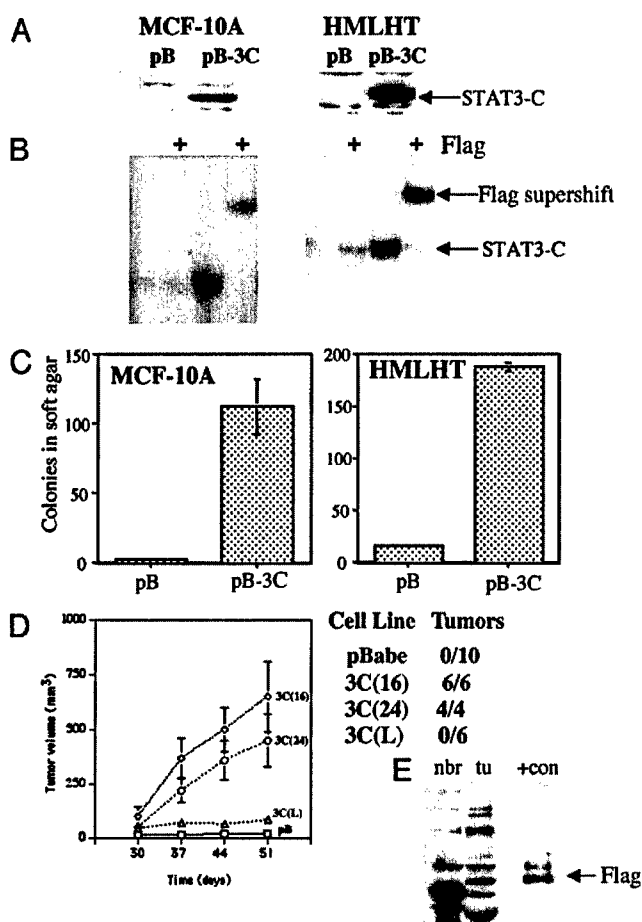 A
MCF-10A HMLHT
pB pB-3C pB pB-3C
STAT3-C
B
+ + + + Flag
Flag supershift
STAT3-C
C
Colonies in soft agar
150
100
50
0
MCF-10A
pB pB-3C
200
150
100
50
0
HMLHT
pB pB-3C
D
Tumor volume (mm3)
1000
750
500
250
0
3C(16)
3C(24)
3C(L)
pB
30 37 44 51
Time (days)
Cell Line Tumors
pBabe 0/10
3C(16) 6/6
3C(24) 4/4
3C(L) 0/6
E
nbr tu +con
Flag